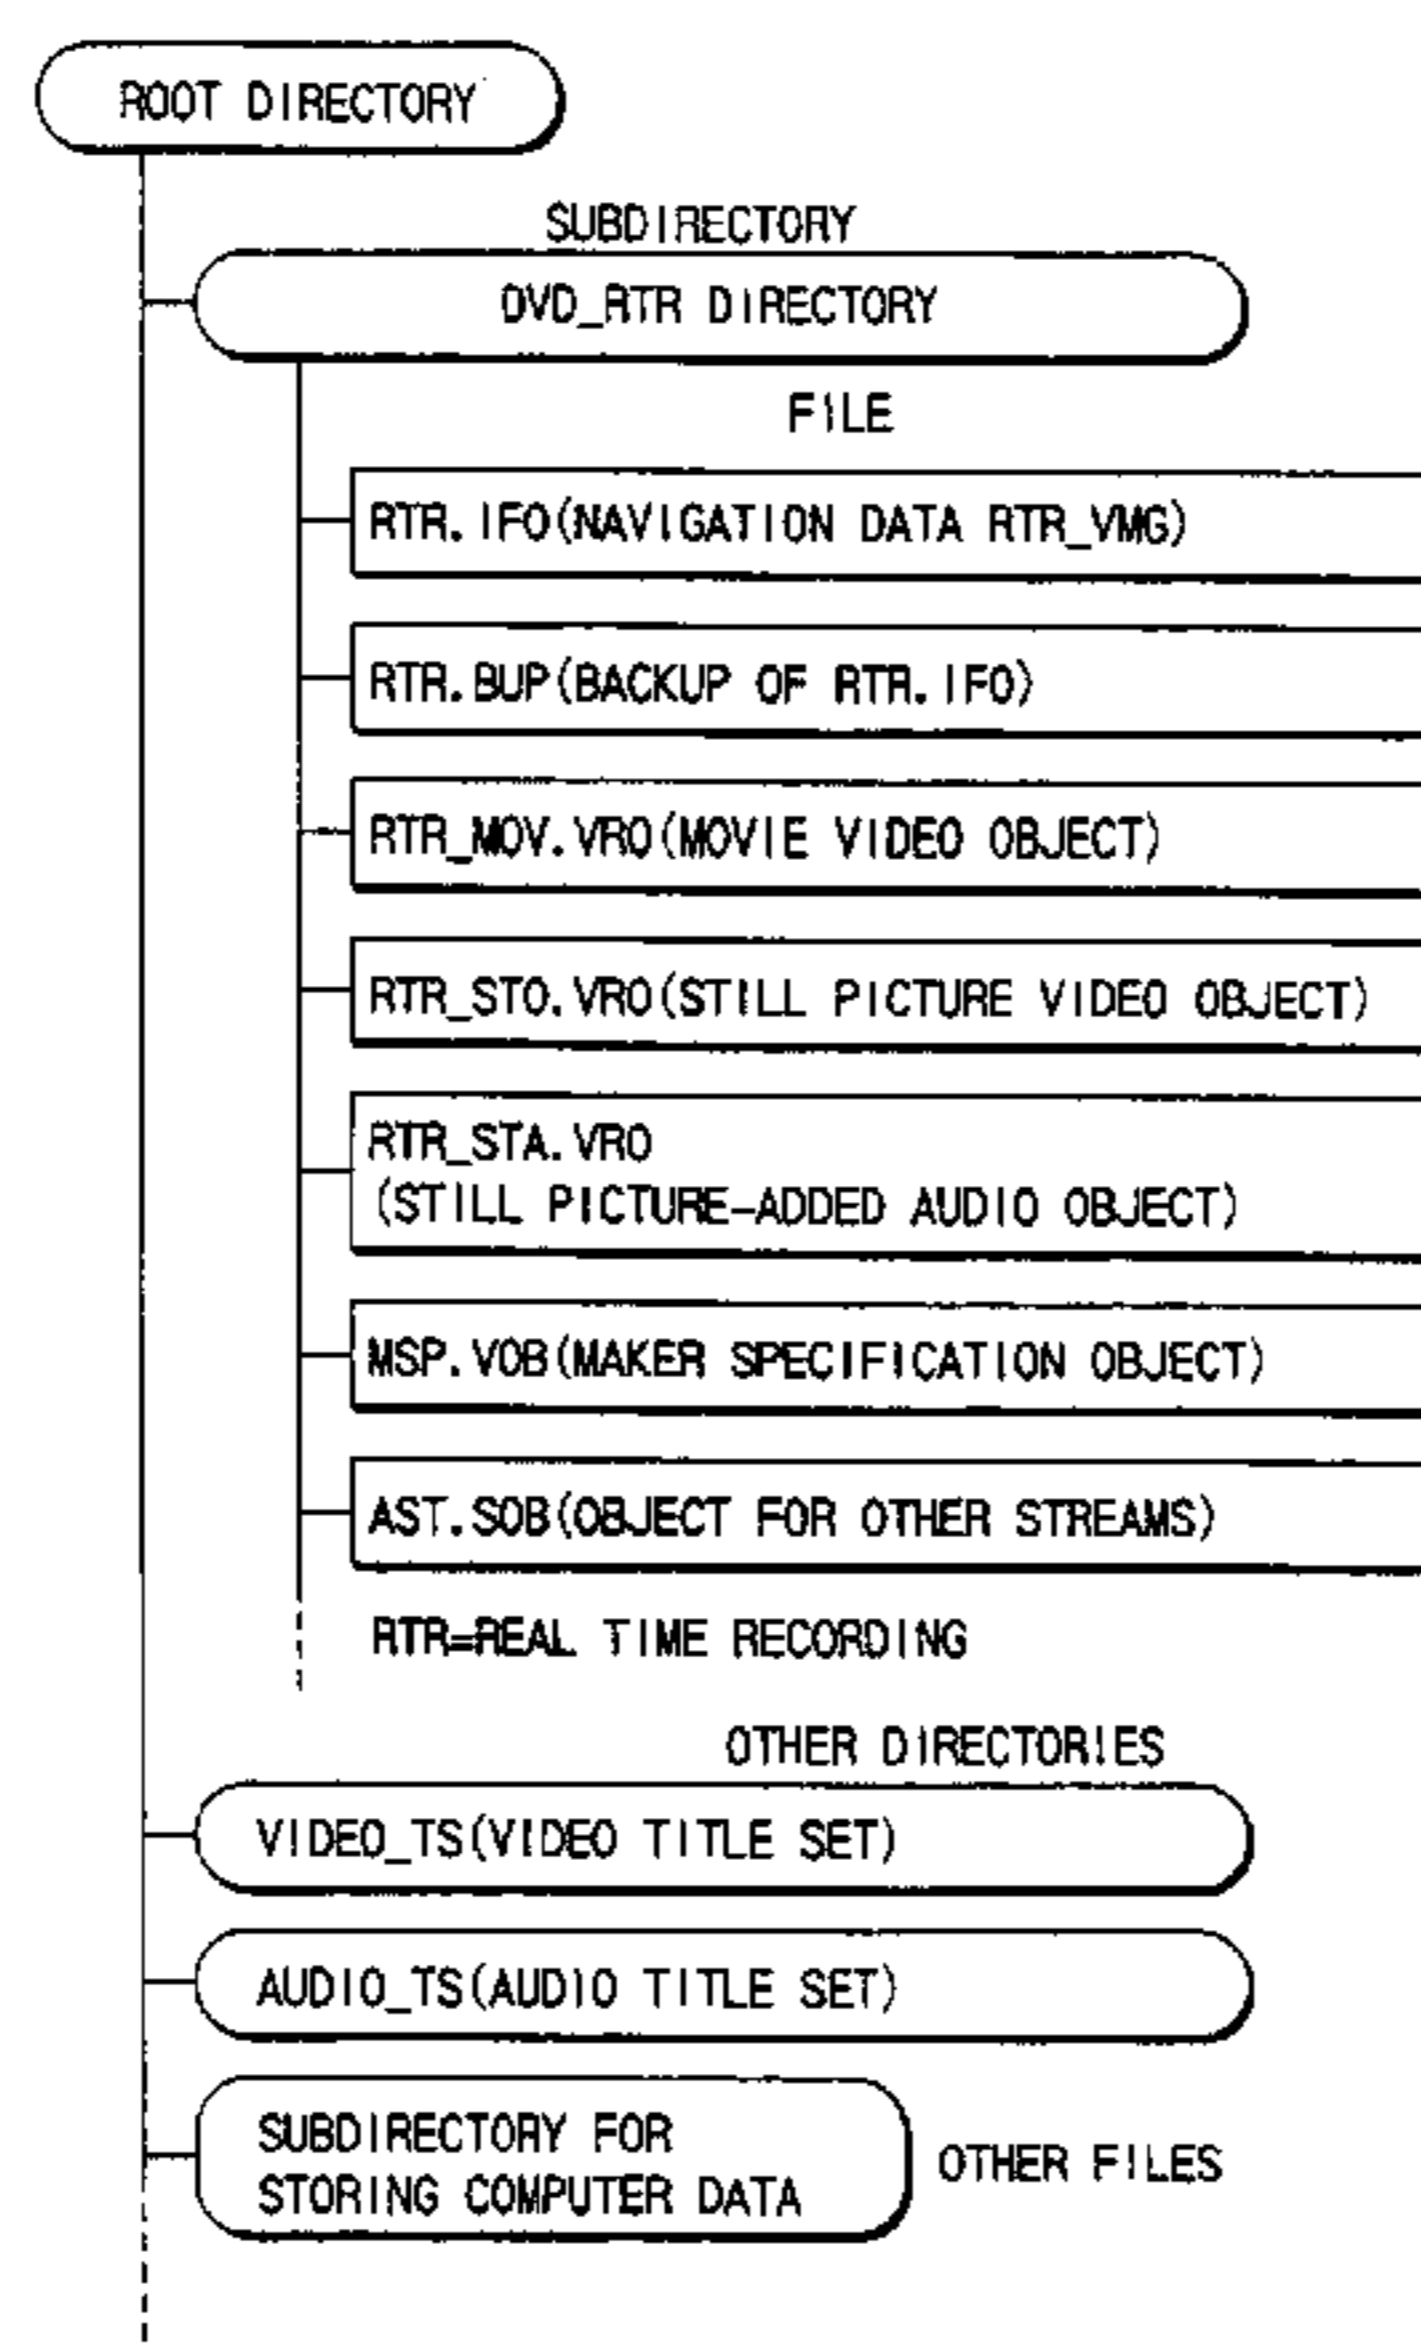 ROOT DIRECTORY
SUBDIRECTORY
DVD_RTR DIRECTORY
FILE
RTR.IFO(NAVIGATION DATA RTR_VMG)
RTR.BUP(BACKUP OF RTR.IFO)
RTR_MOV.VRO(MOVIE VIDEO OBJECT)
RTR_STO.VRO(STILL PICTURE VIDEO OBJECT)
RTR_STA.VRO
(STILL PICTURE-ADDED AUDIO OBJECT)
MSP.VOB(MAKER SPECIFICATION OBJECT)
AST.SOB(OBJECT FOR OTHER STREAMS)
RTR=REAL TIME RECORDING
OTHER DIRECTORIES
VIDEO_TS(VIDEO TITLE SET)
AUDIO_TS(AUDIO TITLE SET)
SUBDIRECTORY FOR
STORING COMPUTER DATA
OTHER FILES